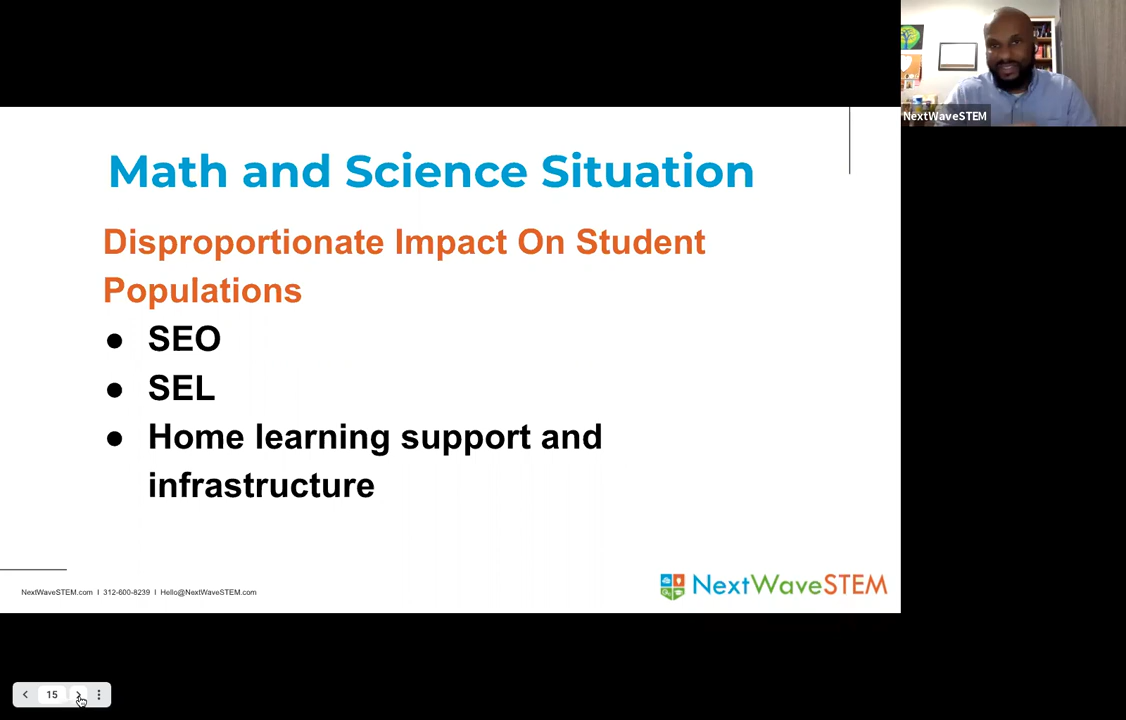 NextWaveSTEM
Math and Science Situation
Disproportionate Impact On Student
Populations
● SEO
● SEL
● Home learning support and
infrastructure
NextWaveSTEM.com I 312-600-8239 I Hello@NextWaveSTEM.com
NextWaveSTEM
15